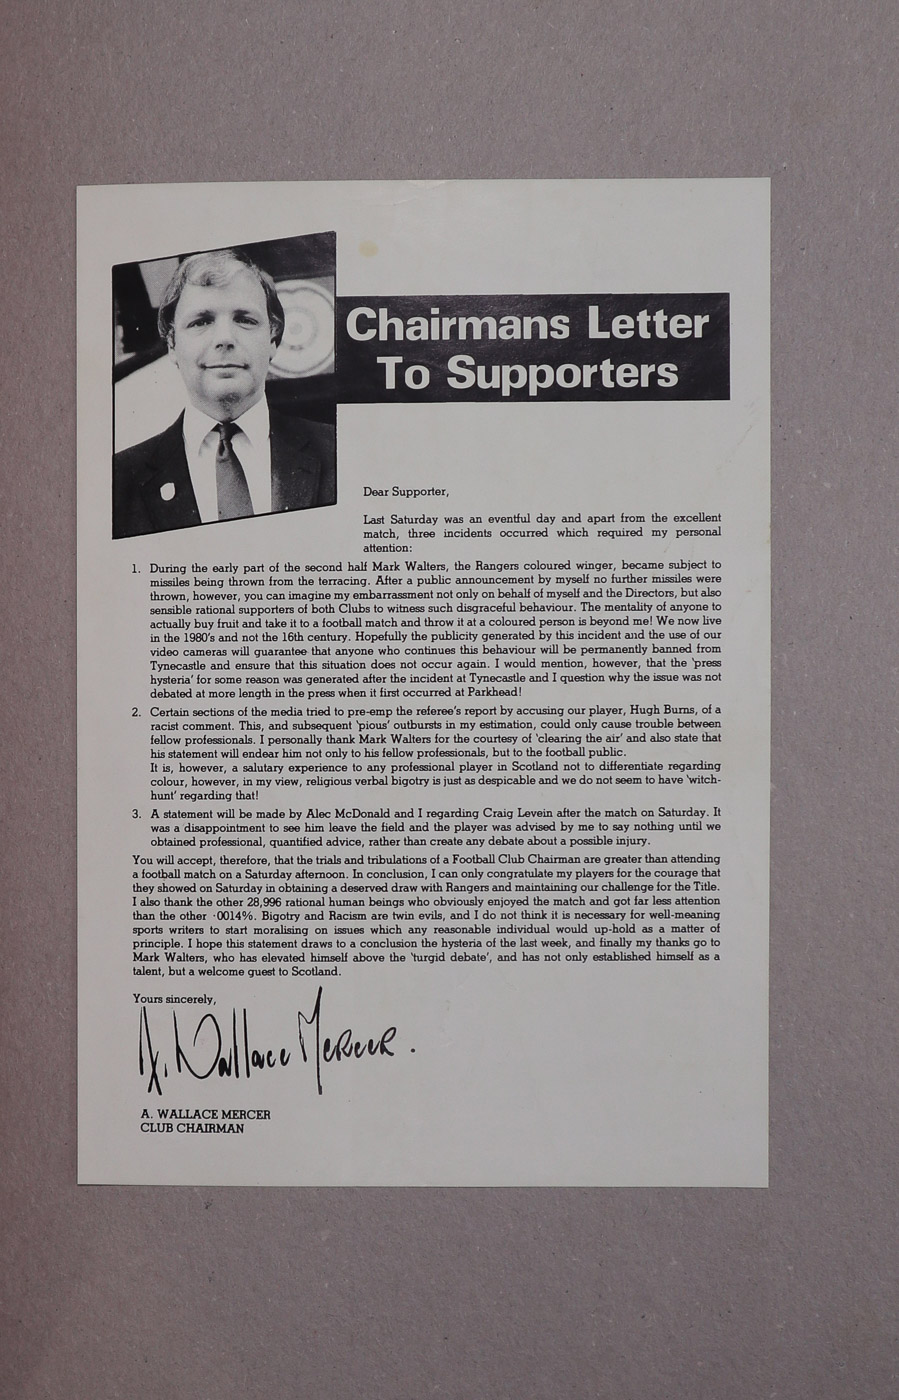 Chairmans Letter
To Supporters
Dear Supporter,
Last Saturday was an eventful day and apart from the excellent
match, three incidents occurred which required my personal
attention:
1. During the early part of the second half Mark Walters, the Rangers coloured winger, became subject to
missiles being thrown from the terracing. After a public announcement by myself no further missiles were
thrown, however, you can imagine my embarrassment not only on behalf of myself and the Directors, but also
sensible rational supporters of both Clubs to witness such disgraceful behaviour. The mentality of anyone to
actually buy fruit and take it to a football match and throw it at a coloured person is beyond me! We now live
in the 1980's and not the 16th century. Hopefully the publicity generated by this incident and the use of our
video cameras will guarantee that anyone who continues this behaviour will be permanently banned from
Tynecastle and ensure that this situation does not occur again. I would mention, however, that the 'press
hysteria' for some reason was generated after the incident at Tynecastle and I question why the issue was not
debated at more length in the press when it first occurred at Parkhead!
2. Certain sections of the media tried to pre-emp the referee's report by accusing our player, Hugh Burns, of a
racist comment. This, and subsequent 'pious' outbursts in my estimation, could only cause trouble between
fellow professionals. I personally thank Mark Walters for the courtesy of 'clearing the air' and also state that
his statement will endear him not only to his fellow professionals, but to the football public.
It is, however, a salutary experience to any professional player in Scotland not to differentiate regarding
colour, however, in my view, religious verbal bigotry is just as despicable and we do not seem to have 'witch-
hunt' regarding that!
3. A statement will be made by Alec McDonald and I regarding Craig Levein after the match on Saturday. It
was a disappointment to see him leave the field and the player was advised by me to say nothing until we
obtained professional, quantified advice, rather than create any debate about a possible injury.
You will accept, therefore, that the trials and tribulations of a Football Club Chairman are greater than attending
a football match on a Saturday afternoon. In conclusion, I can only congratulate my players for the courage that
they showed on Saturday in obtaining a deserved draw with Rangers and maintaining our challenge for the Title.
I also thank the other 28,996 rational human beings who obviously enjoyed the match and got far less attention
than the other ·0014%. Bigotry and Racism are twin evils, and I do not think it is necessary for well-meaning
sports writers to start moralising on issues which any reasonable individual would up-hold as a matter of
principle. I hope this statement draws to a conclusion the hysteria of the last week, and finally my thanks go to
Mark Walters, who has elevated himself above the 'turgid debate', and has not only established himself as a
talent, but a welcome guest to Scotland.
Yours sincerely,
A. Wallace Mercer.
A. WALLACE MERCER
CLUB CHAIRMAN